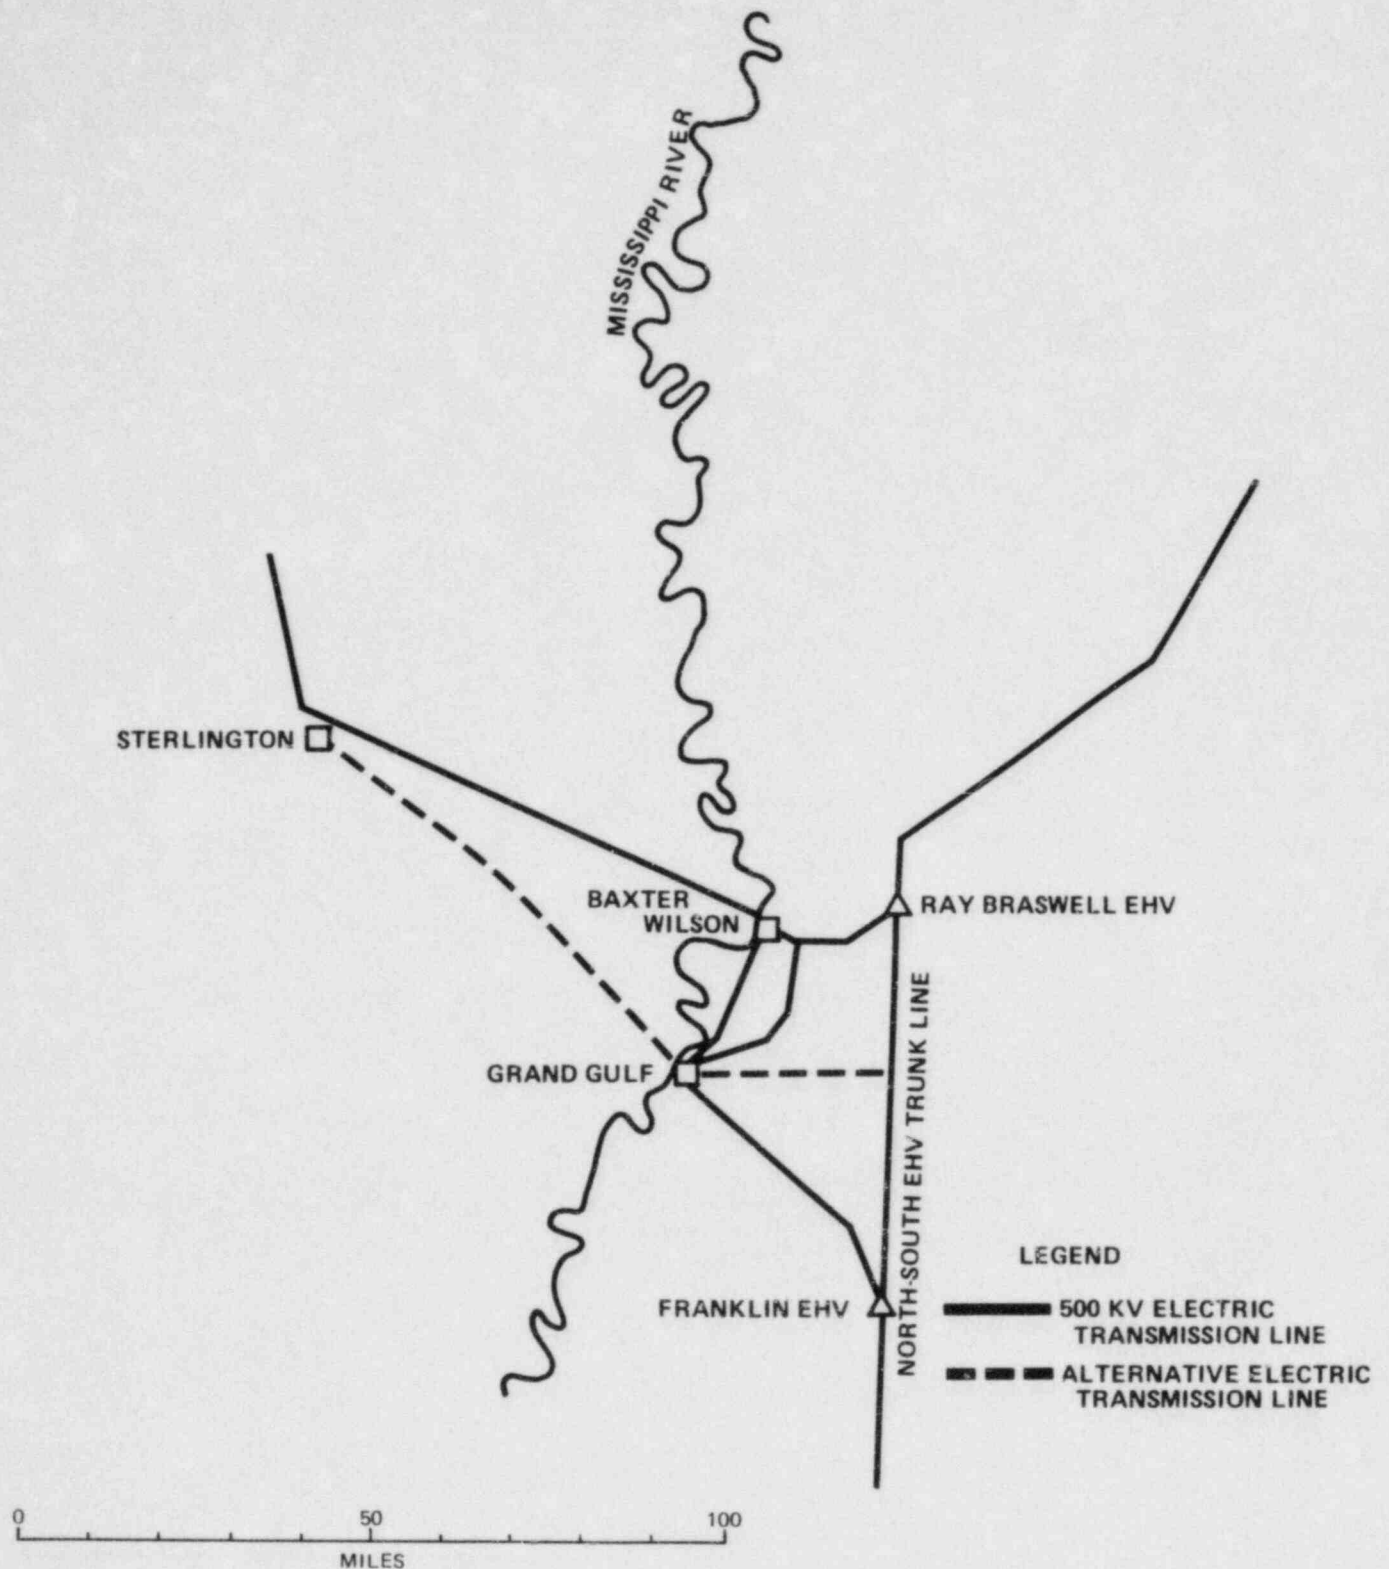 MISSISSIPPI RIVER
STERLINGTON
BAXTER
WILSON
RAY BRASWELL EHV
GRAND GULF
NORTH-SOUTH EHV TRUNK LINE
FRANKLIN EHV
LEGEND
500 KV ELECTRIC
TRANSMISSION LINE
ALTERNATIVE ELECTRIC
TRANSMISSION LINE
0 50 100
MILES